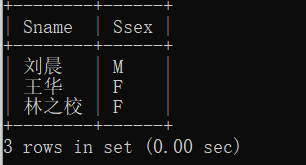 +--------+------+
| Sname | Ssex |
+--------+------+
| 刘晨 | M |
| 王华 | F |
| 林之校 | F |
+--------+------+
3 rows in set (0.00 sec)